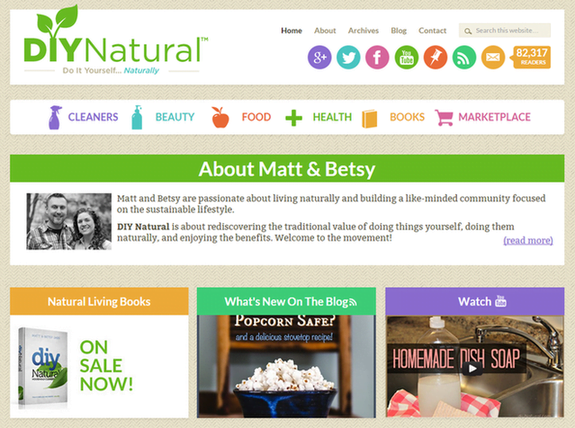 DIYNatural™
Do It Yourself... Naturally
Home About Archives Blog Contact Search this website...
g+ You Tube 82,317 READERS
CLEANERS BEAUTY FOOD HEALTH BOOKS MARKETPLACE
About Matt & Betsy
Matt and Betsy are passionate about living naturally and building a like-minded community focused
on the sustainable lifestyle.
DIY Natural is about rediscovering the traditional value of doing things yourself, doing them
naturally, and enjoying the benefits. Welcome to the movement!
(read more)
Natural Living Books
What's New On The Blog
Watch You Tube
diy
Natural
ON
SALE
NOW!
POPCORN SAFE?
and a delicious stovetop recipe!
HOMEMADE DISH SOAP